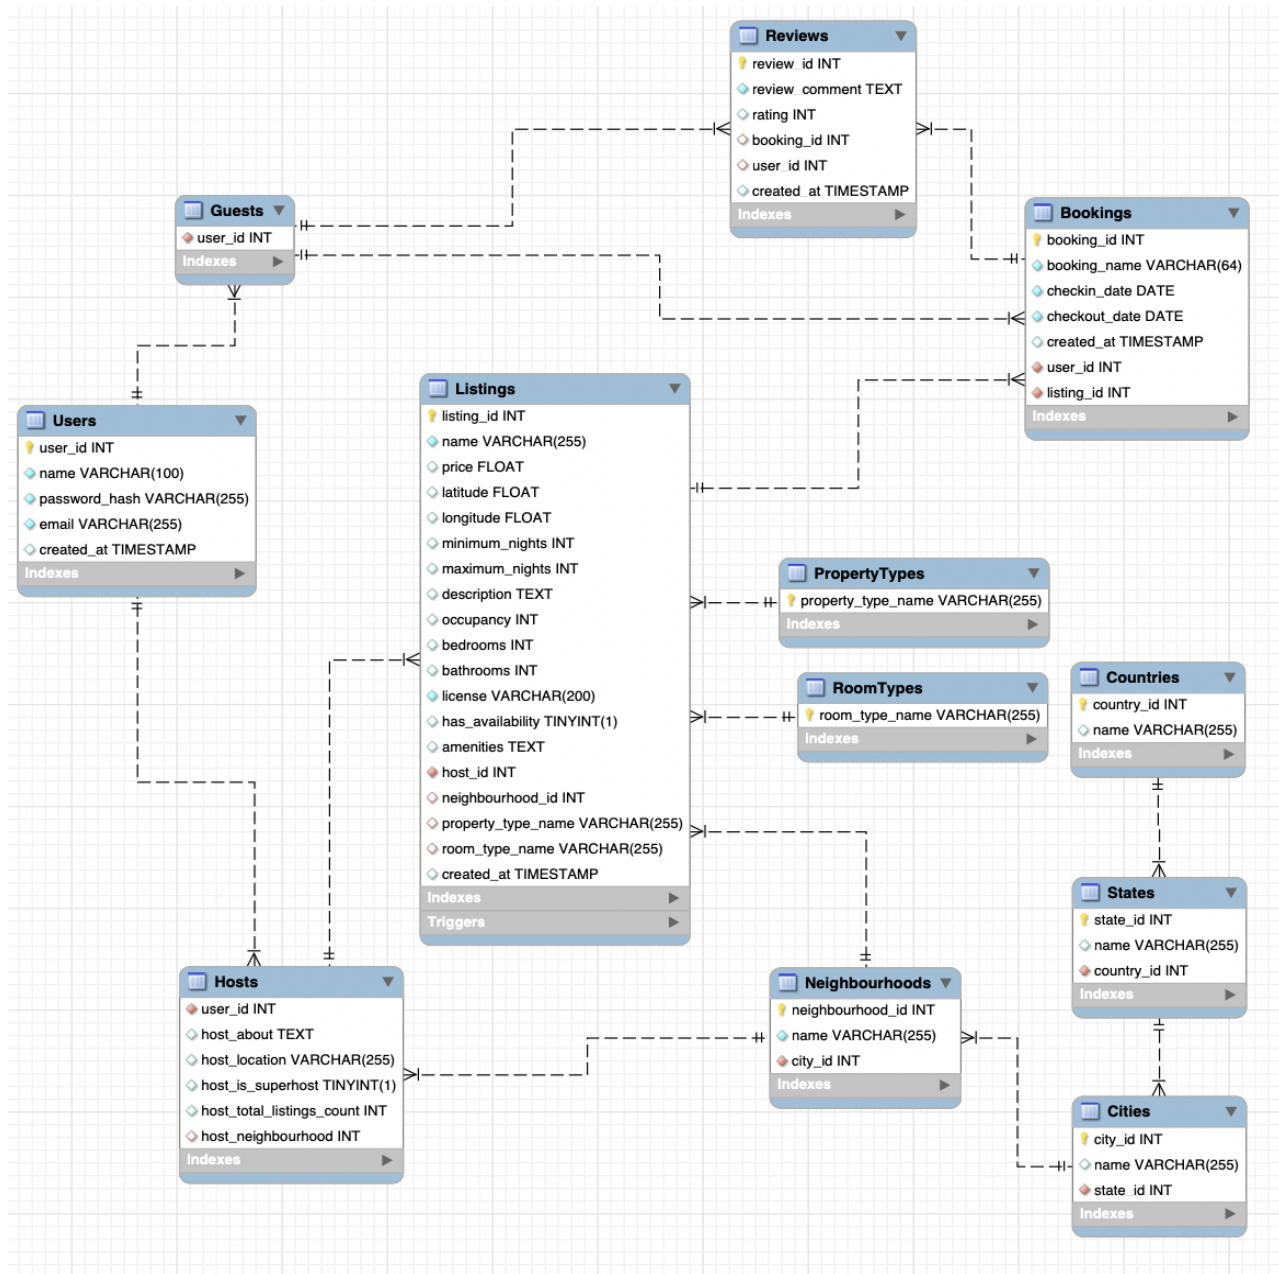 Reviews
review_id INT
review_comment TEXT
rating INT
booking_id INT
user_id INT
created_at TIMESTAMP
Indexes
Guests
user_id INT
Indexes
Bookings
booking_id INT
booking_name VARCHAR(64)
checkin_date DATE
checkout_date DATE
created_at TIMESTAMP
user_id INT
listing_id INT
Indexes
Users
user_id INT
name VARCHAR(100)
password_hash VARCHAR(255)
email VARCHAR(255)
created_at TIMESTAMP
Indexes
Listings
listing_id INT
name VARCHAR(255)
price FLOAT
latitude FLOAT
longitude FLOAT
minimum_nights INT
maximum_nights INT
description TEXT
occupancy INT
bedrooms INT
bathrooms INT
license VARCHAR(200)
has_availability TINYINT(1)
amenities TEXT
host_id INT
neighbourhood_id INT
property_type_name VARCHAR(255)
room_type_name VARCHAR(255)
created_at TIMESTAMP
Indexes
Triggers
PropertyTypes
property_type_name VARCHAR(255)
Indexes
RoomTypes
room_type_name VARCHAR(255)
Indexes
Countries
country_id INT
name VARCHAR(255)
Indexes
States
state_id INT
name VARCHAR(255)
country_id INT
Indexes
Hosts
user_id INT
host_about TEXT
host_location VARCHAR(255)
host_is_superhost TINYINT(1)
host_total_listings_count INT
host_neighbourhood INT
Indexes
Neighbourhoods
neighbourhood_id INT
name VARCHAR(255)
city_id INT
Indexes
Cities
city_id INT
name VARCHAR(255)
state_id INT
Indexes